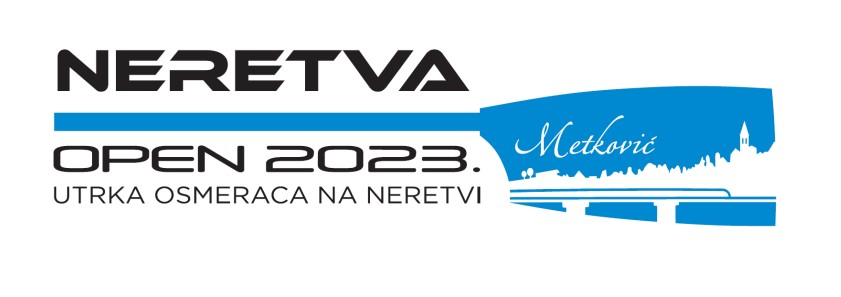 NERETVA
OPEN 2023.
UTRKA OSMERACA NA NERETVI
Metković